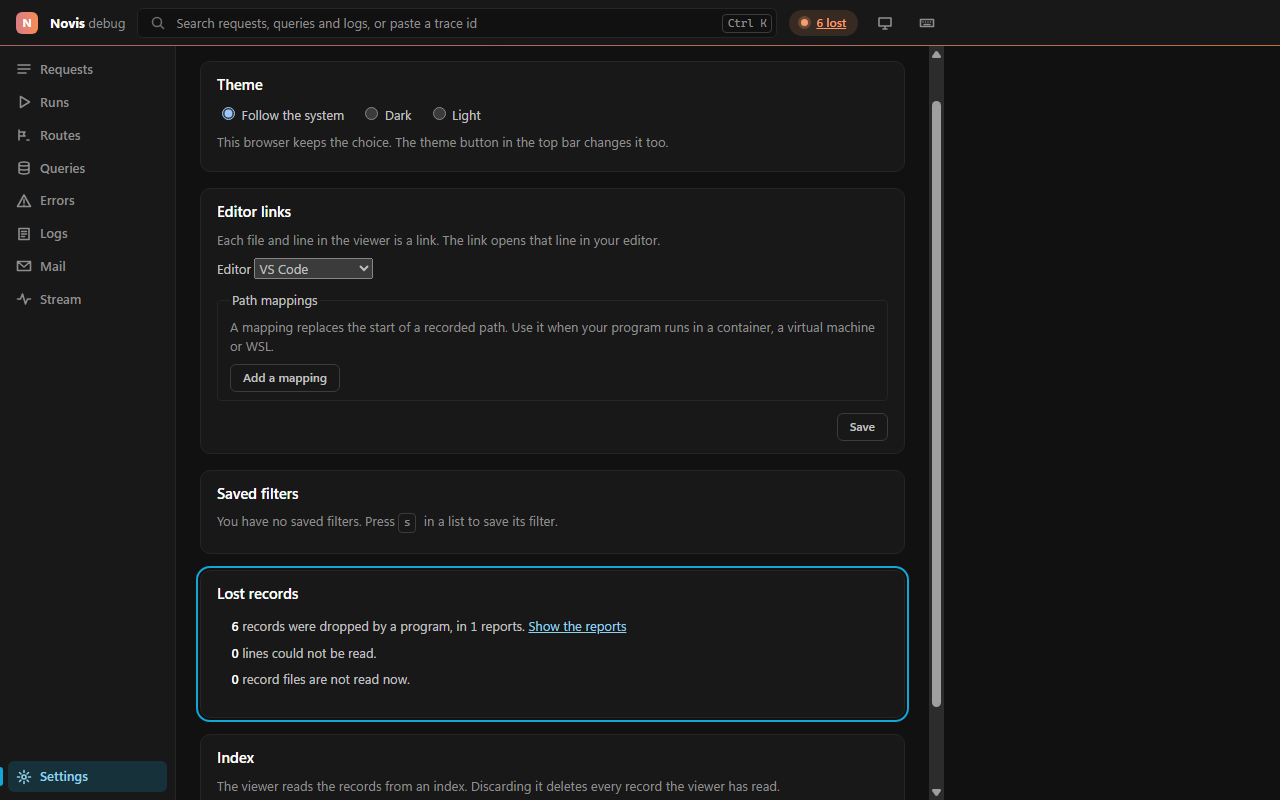 N Novis debug Search requests, queries and logs, or paste a trace id Ctrl K 6 lost
Requests
Runs
Routes
Queries
Errors
Logs
Mail
Stream
Settings
Theme
Follow the system Dark Light
This browser keeps the choice. The theme button in the top bar changes it too.
Editor links
Each file and line in the viewer is a link. The link opens that line in your editor.
Editor VS Code
Path mappings
A mapping replaces the start of a recorded path. Use it when your program runs in a container, a virtual machine
or WSL.
Add a mapping
Save
Saved filters
You have no saved filters. Press s in a list to save its filter.
Lost records
6 records were dropped by a program, in 1 reports. Show the reports
0 lines could not be read.
0 record files are not read now.
Index
The viewer reads the records from an index. Discarding it deletes every record the viewer has read.